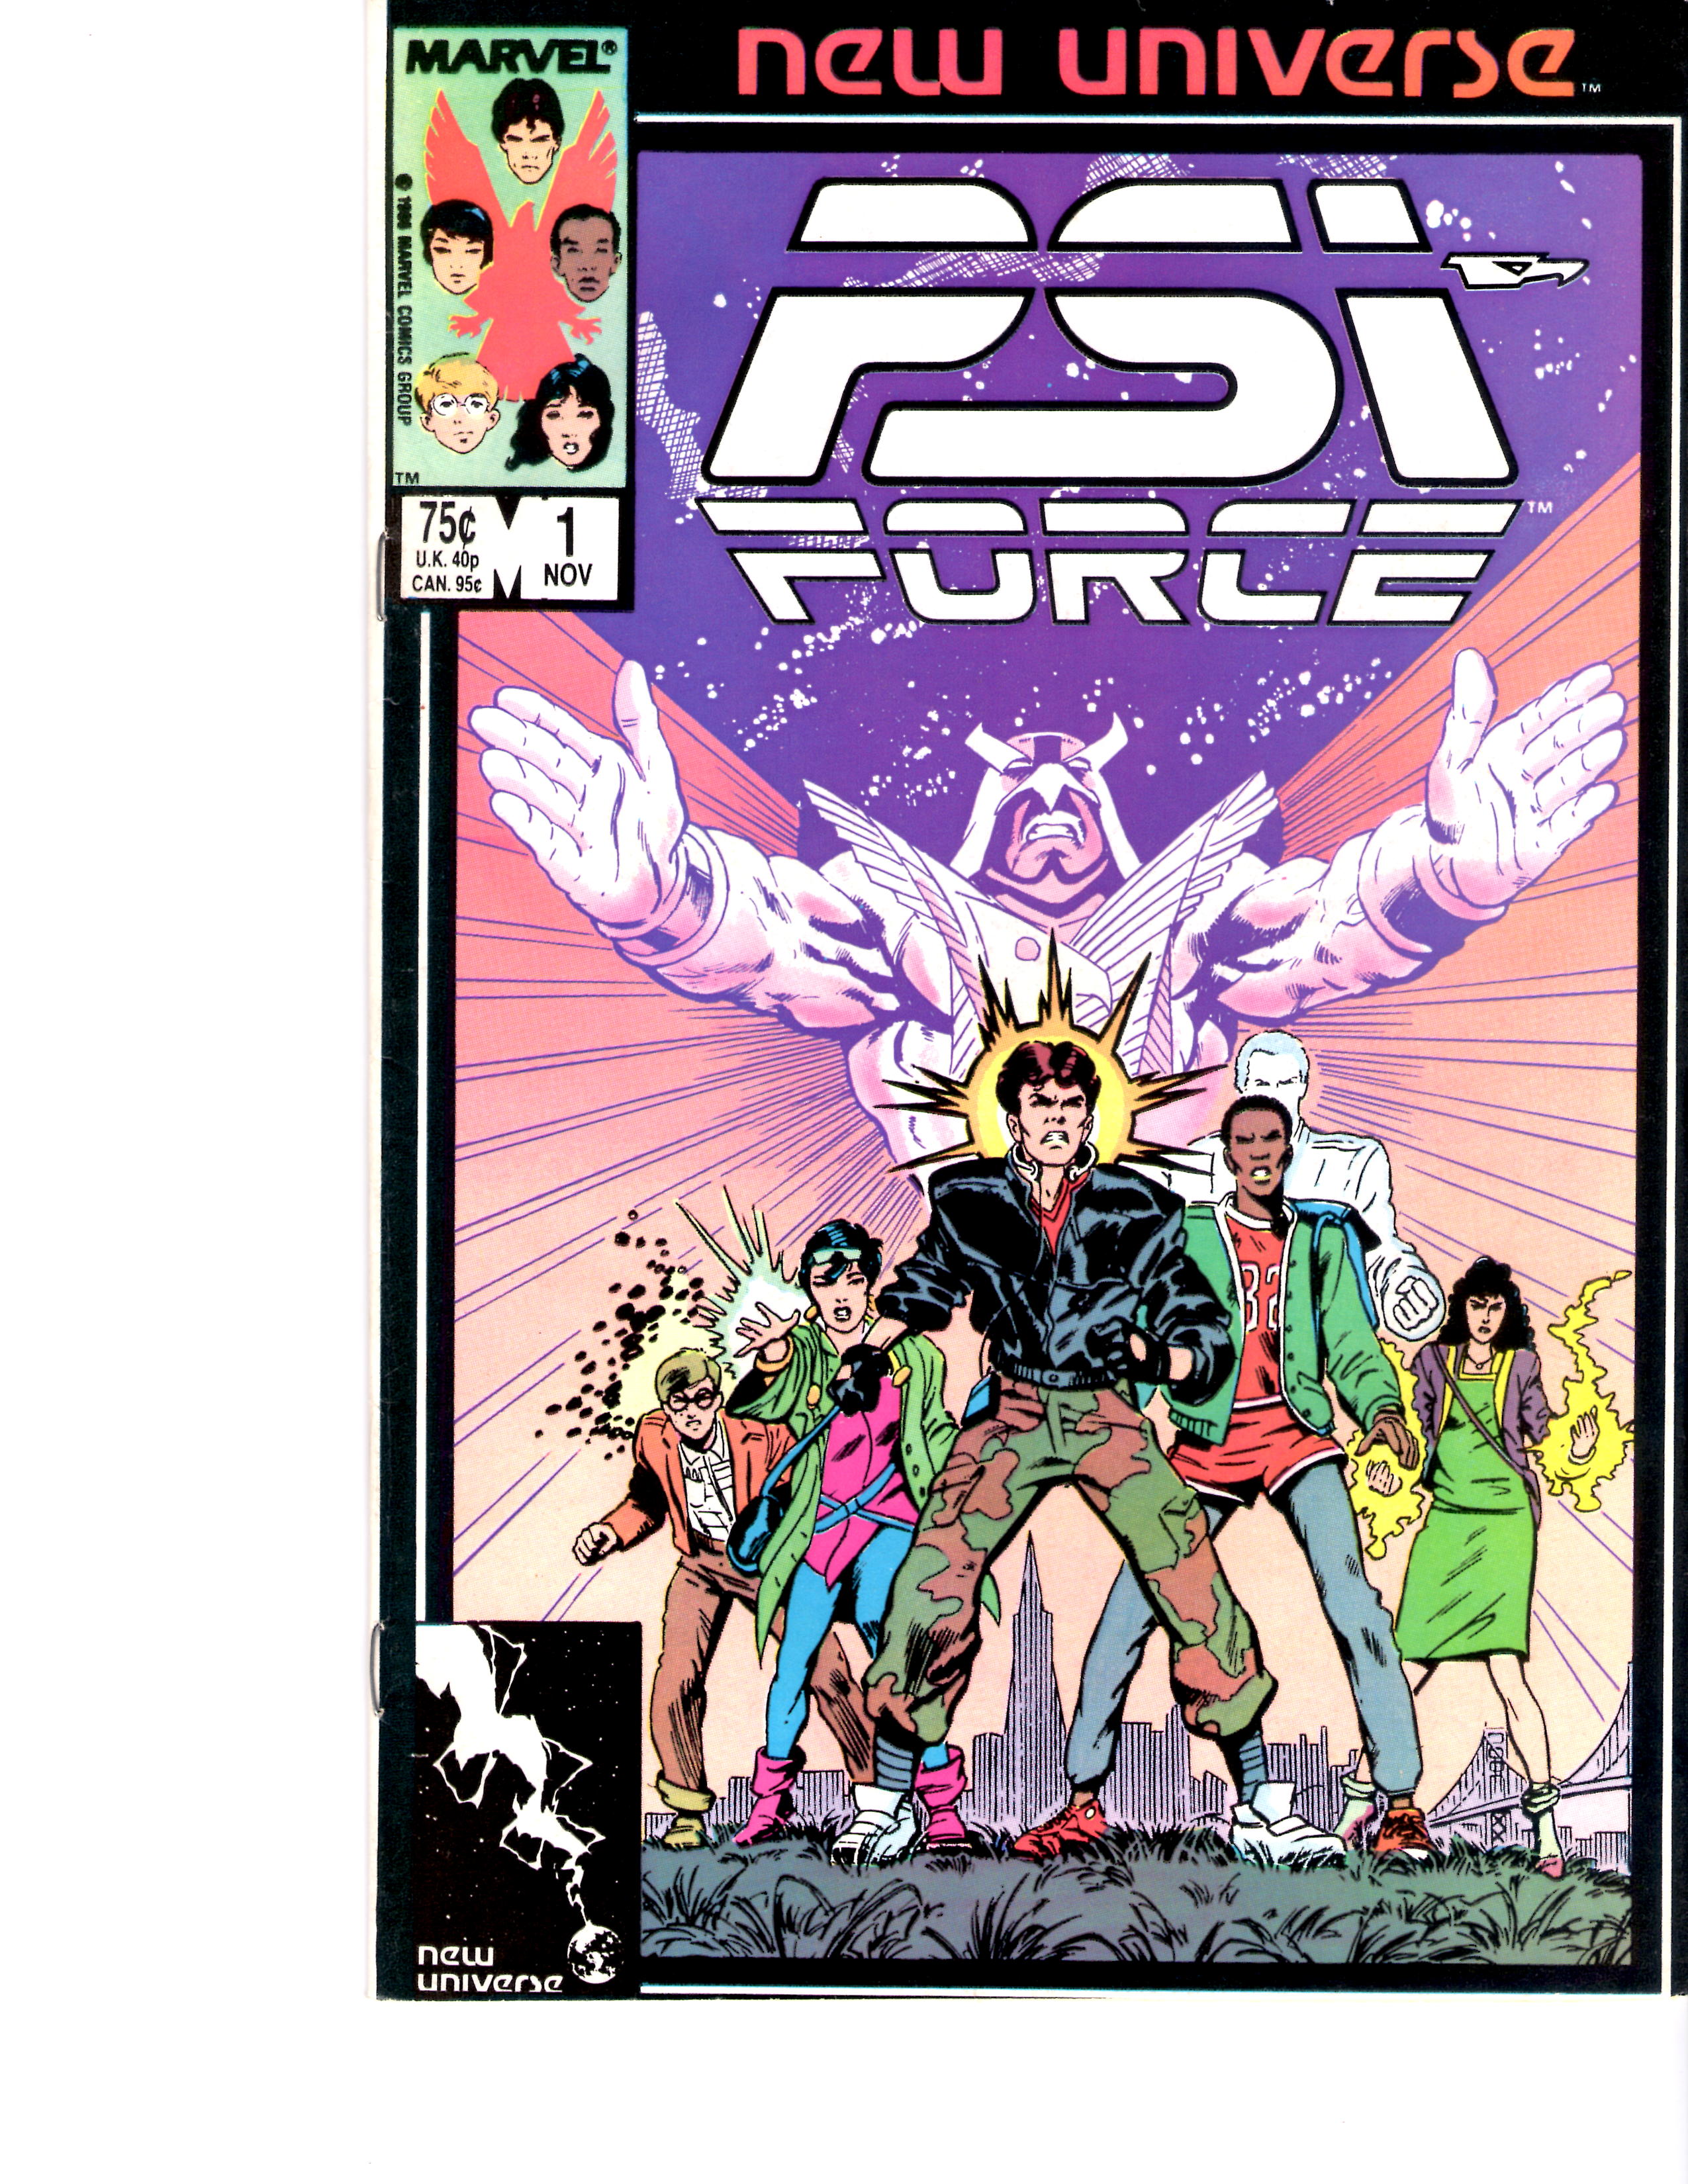 new universe™
MARVEL®
© 1986 MARVEL COMICS GROUP
TM
75¢
U.K. 40p
CAN. 95¢
M
1
NOV
PSI
FORCE™
32
new
universe